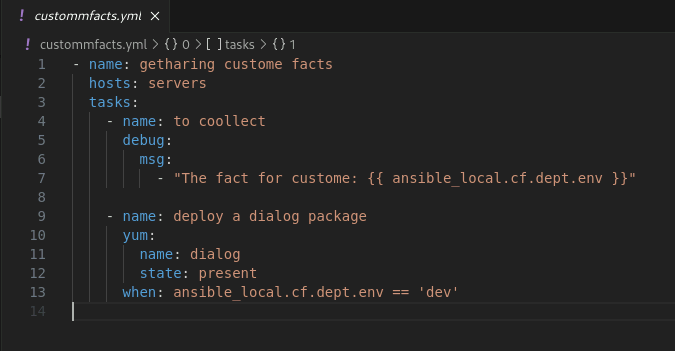 ! custommfacts.yml ×
! custommfacts.yml > {} 0 > [ ] tasks > {} 1
1 - name: getharing custome facts
2 hosts: servers
3 tasks:
4 - name: to coollect
5 debug:
6 msg:
7 - "The fact for custome: {{ ansible_local.cf.dept.env }}"
8
9 - name: deploy a dialog package
10 yum:
11 name: dialog
12 state: present
13 when: ansible_local.cf.dept.env == 'dev'
14